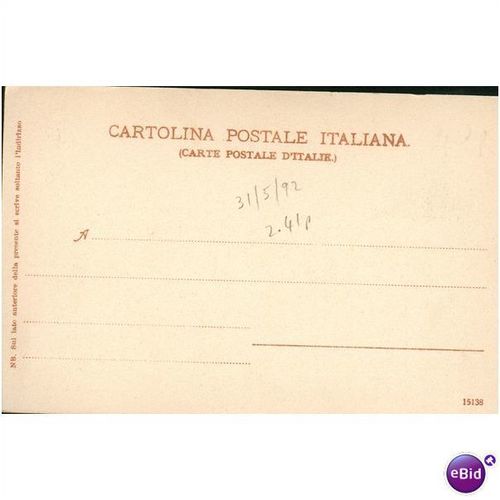 CARTOLINA POSTALE ITALIANA.
(CARTE POSTALE D'ITALIE.)
31/5/92
2.41p
A
NB. Sul lato anteriore della presente si scrive soltanto l'indirizzo
15138
eBid